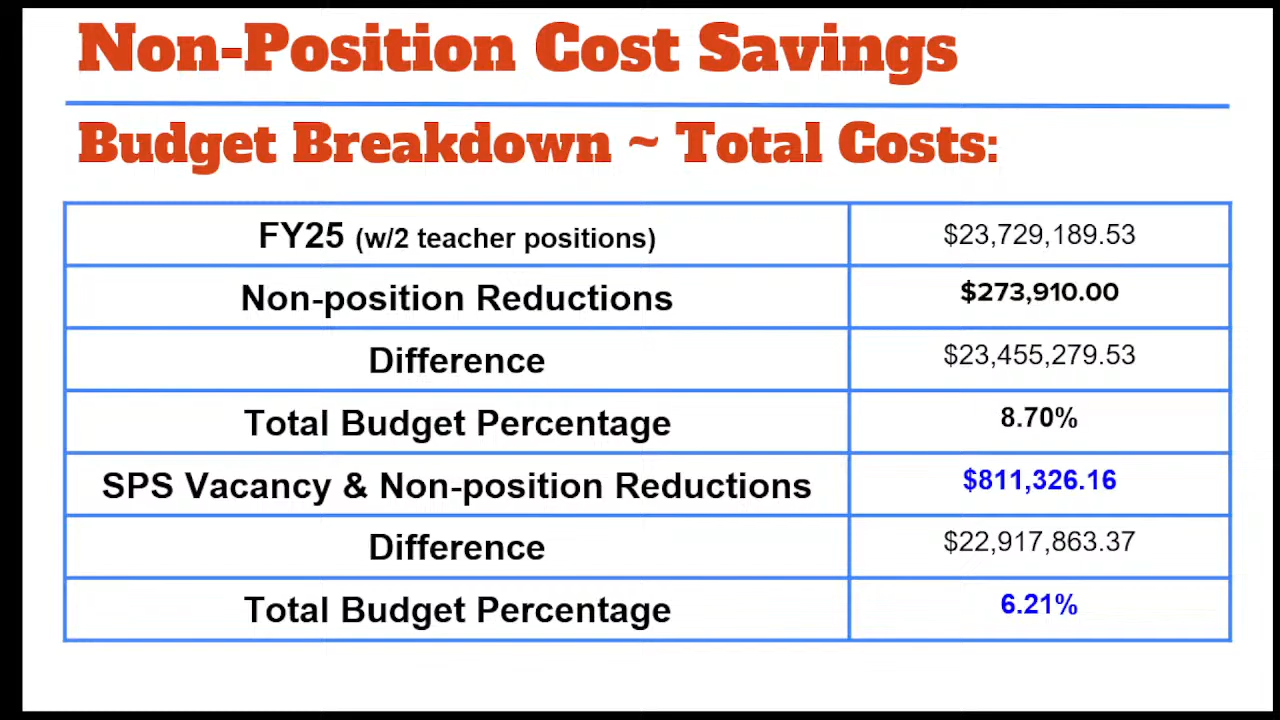 Non-Position Cost Savings
Budget Breakdown ~ Total Costs:
FY25 (w/2 teacher positions) $23,729,189.53
Non-position Reductions $273,910.00
Difference $23,455,279.53
Total Budget Percentage 8.70%
SPS Vacancy & Non-position Reductions $811,326.16
Difference $22,917,863.37
Total Budget Percentage 6.21%